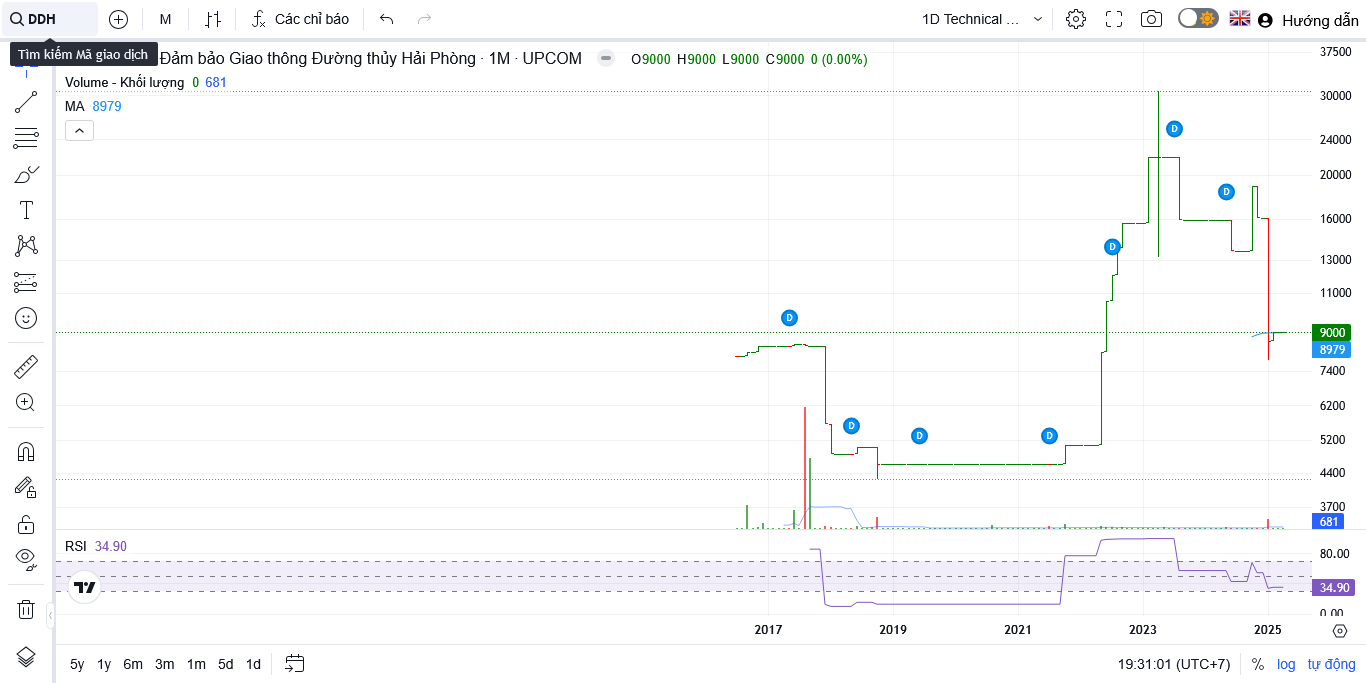 DDH
M
Các chỉ báo
1D Technical ...
Hướng dẫn
Tìm kiếm Mã giao dịch
Đảm bảo Giao thông Đường thủy Hải Phòng · 1M · UPCOM
O9000 H9000 L9000 C9000 0 (0.00%)
Volume - Khối lượng 0 681
MA 8979
37500
30000
24000
20000
16000
13000
11000
9000
8979
7400
6200
5200
4400
3700
681
D
D
D
D
D
D
D
RSI 34.90
80.00
34.90
0.00
2017
2019
2021
2023
2025
5y 1y 6m 3m 1m 5d 1d
19:31:01 (UTC+7)
% log tự động